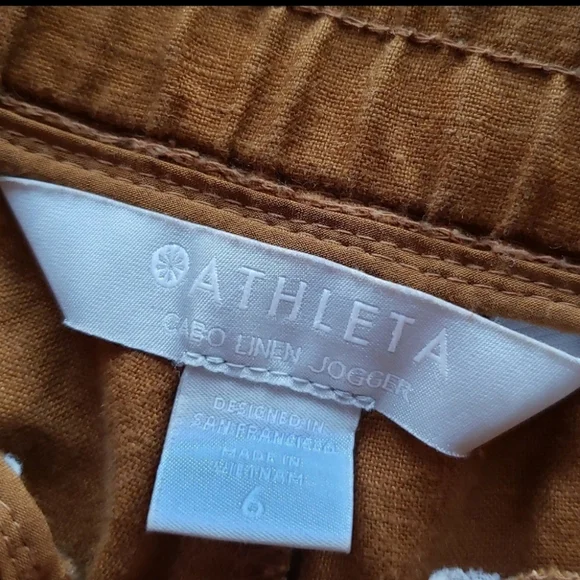 ATHLETA
CABO LINEN JOGGER
DESIGNED IN
SAN FRANCISCO
MADE IN
VIETNAM
6